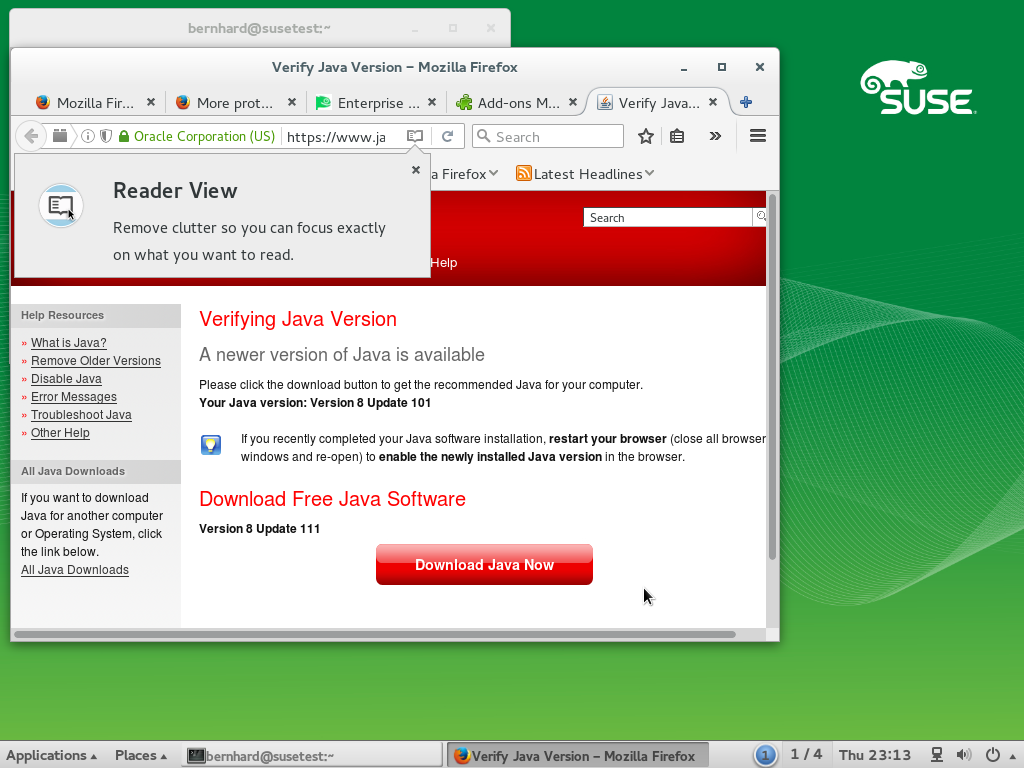 bernhard@susetest:~
Verify Java Version – Mozilla Firefox
Mozilla Fir...
More prot...
Enterprise ...
Add-ons M...
Verify Java...
Oracle Corporation (US)
https://www.ja
Search
a Firefox
Latest Headlines
Reader View
Remove clutter so you can focus exactly
on what you want to read.
Search
Help
Help Resources
» What is Java?
» Remove Older Versions
» Disable Java
» Error Messages
» Troubleshoot Java
» Other Help
All Java Downloads
If you want to download
Java for another computer
or Operating System, click
the link below.
All Java Downloads
Verifying Java Version
A newer version of Java is available
Please click the download button to get the recommended Java for your computer.
Your Java version: Version 8 Update 101
If you recently completed your Java software installation, restart your browser (close all browser
windows and re-open) to enable the newly installed Java version in the browser.
Download Free Java Software
Version 8 Update 111
Download Java Now
SUSE
Applications
Places
bernhard@susetest:~
Verify Java Version – Mozilla Firefox
1
1 / 4
Thu 23:13